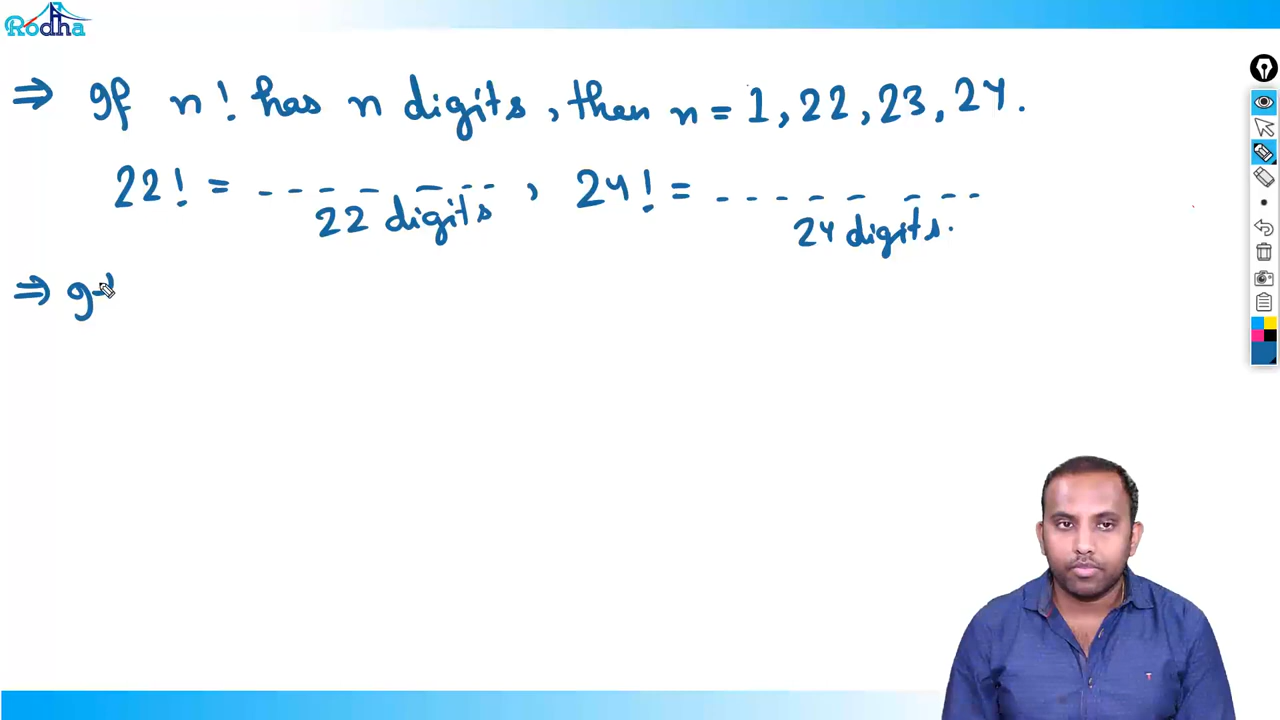 Rodha
⇒ If n! has n digits, then n = 1, 22, 23, 24.
22! = - - - - - - - , 24! = - - - - - - - -
22 digits 24 digits.
⇒ If